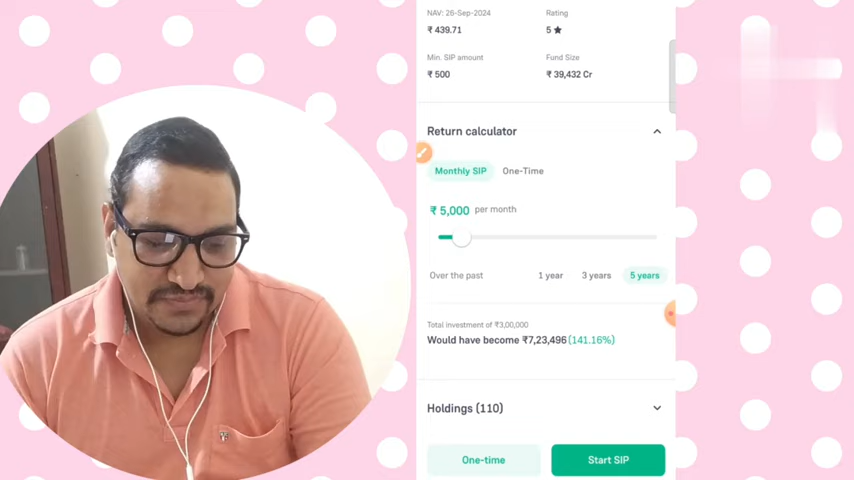 NAV: 26-Sep-2024 Rating
₹ 439.71 5 ★
Min. SIP amount Fund Size
₹ 500 ₹ 39,432 Cr
Return calculator
Monthly SIP One-Time
₹ 5,000 per month
Over the past 1 year 3 years 5 years
Total investment of ₹3,00,000
Would have become ₹7,23,496 (141.16%)
Holdings (110)
One-time Start SIP